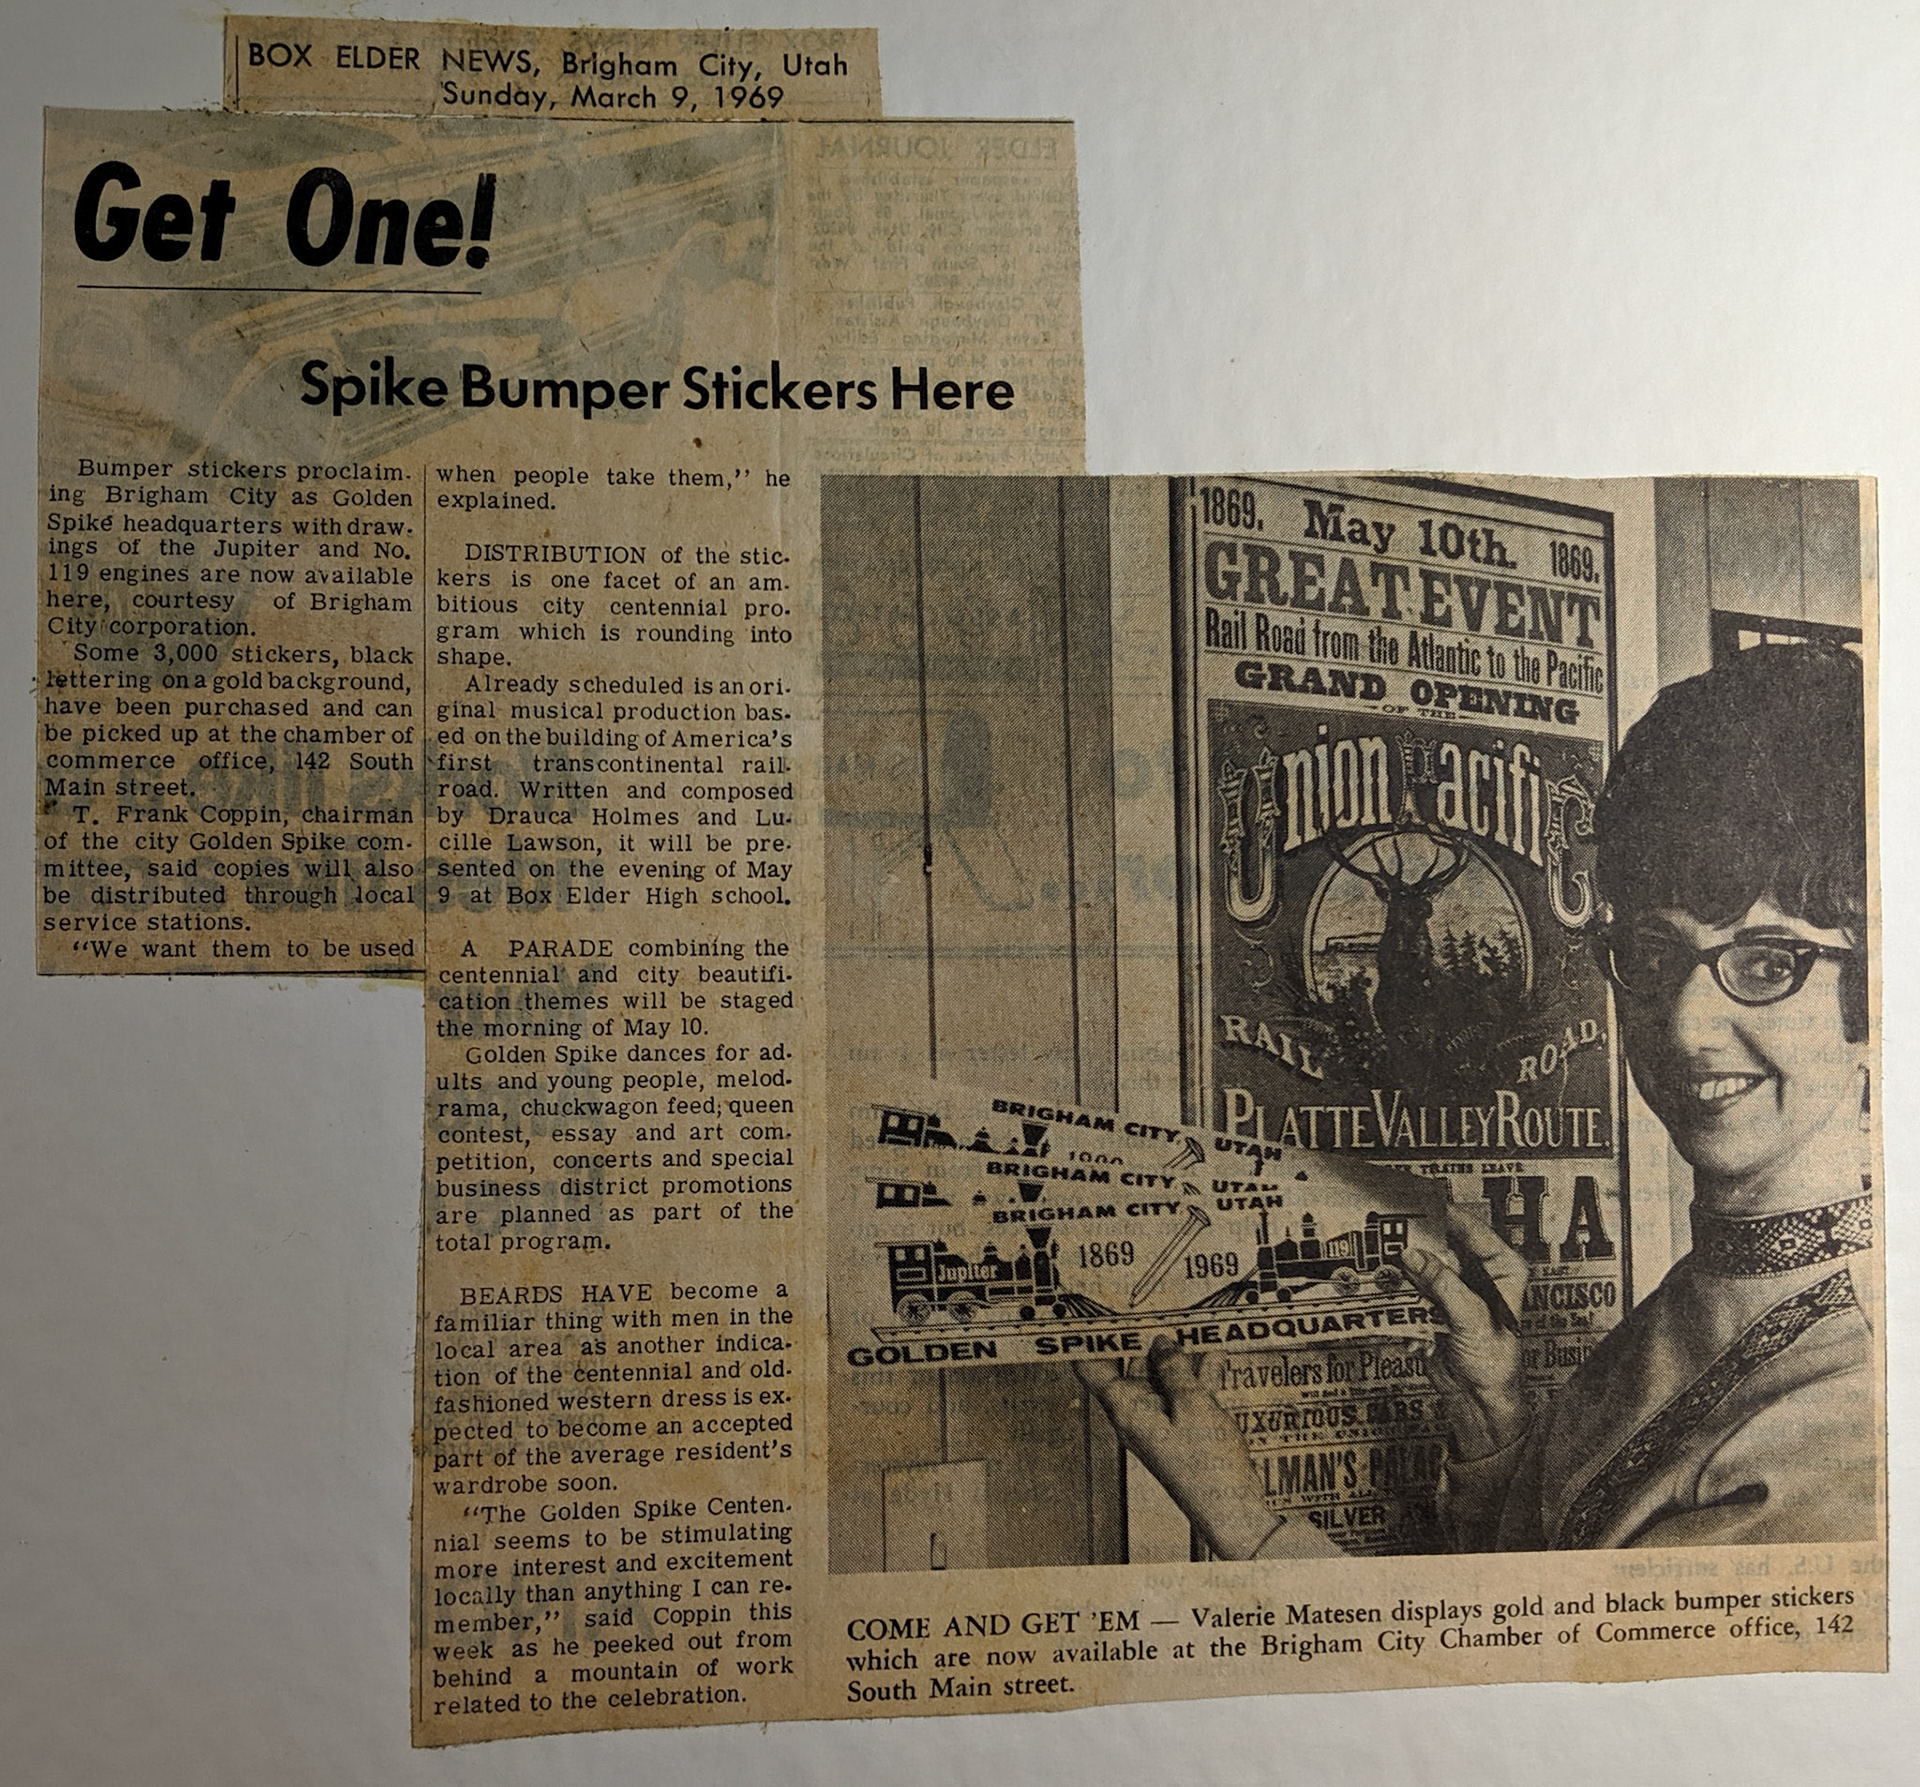 BOX ELDER NEWS, Brigham City, Utah
Sunday, March 9, 1969
Get One!
Spike Bumper Stickers Here
Bumper stickers proclaim-
ing Brigham City as Golden
Spike headquarters with draw-
ings of the Jupiter and No.
119 engines are now available
here, courtesy of Brigham
City corporation.
Some 3,000 stickers, black
lettering on a gold background,
have been purchased and can
be picked up at the chamber of
commerce office, 142 South
Main street.
T. Frank Coppin, chairman
of the city Golden Spike com-
mittee, said copies will also
be distributed through local
service stations.
"We want them to be used
when people take them," he
explained.
DISTRIBUTION of the stic-
kers is one facet of an am-
bitious city centennial pro-
gram which is rounding into
shape.
Already scheduled is an ori-
ginal musical production bas-
ed on the building of America's
first transcontinental rail-
road. Written and composed
by Drauca Holmes and Lu-
cille Lawson, it will be pre-
sented on the evening of May
9 at Box Elder High school.
A PARADE combining the
centennial and city beautifi-
cation themes will be staged
the morning of May 10.
Golden Spike dances for ad-
ults and young people, melod-
rama, chuckwagon feed, queen
contest, essay and art com-
petition, concerts and special
business district promotions
are planned as part of the
total program.
BEARDS HAVE become a
familiar thing with men in the
local area as another indica-
tion of the centennial and old-
fashioned western dress is ex-
pected to become an accepted
part of the average resident's
wardrobe soon.
"The Golden Spike Centen-
nial seems to be stimulating
more interest and excitement
locally than anything I can re-
member," said Coppin this
week as he peeked out from
behind a mountain of work
related to the celebration.
1869. May 10th. 1869.
GREAT EVENT
Rail Road from the Atlantic to the Pacific
GRAND OPENING
OF THE
Union Pacific
RAIL ROAD,
PLATTE VALLEY ROUTE.
TRAINS LEAVE
HA
ANCISCO
Travelers for Pleasu
or Busin
UXURIOUS CARS &
LMAN'S PALAC
SILVER
BRIGHAM CITY UTAH
BRIGHAM CITY UTAH
BRIGHAM CITY UTAH
Jupiter 1869 1969 119
GOLDEN SPIKE HEADQUARTERS
COME AND GET 'EM — Valerie Matesen displays gold and black bumper stickers
which are now available at the Brigham City Chamber of Commerce office, 142
South Main street.